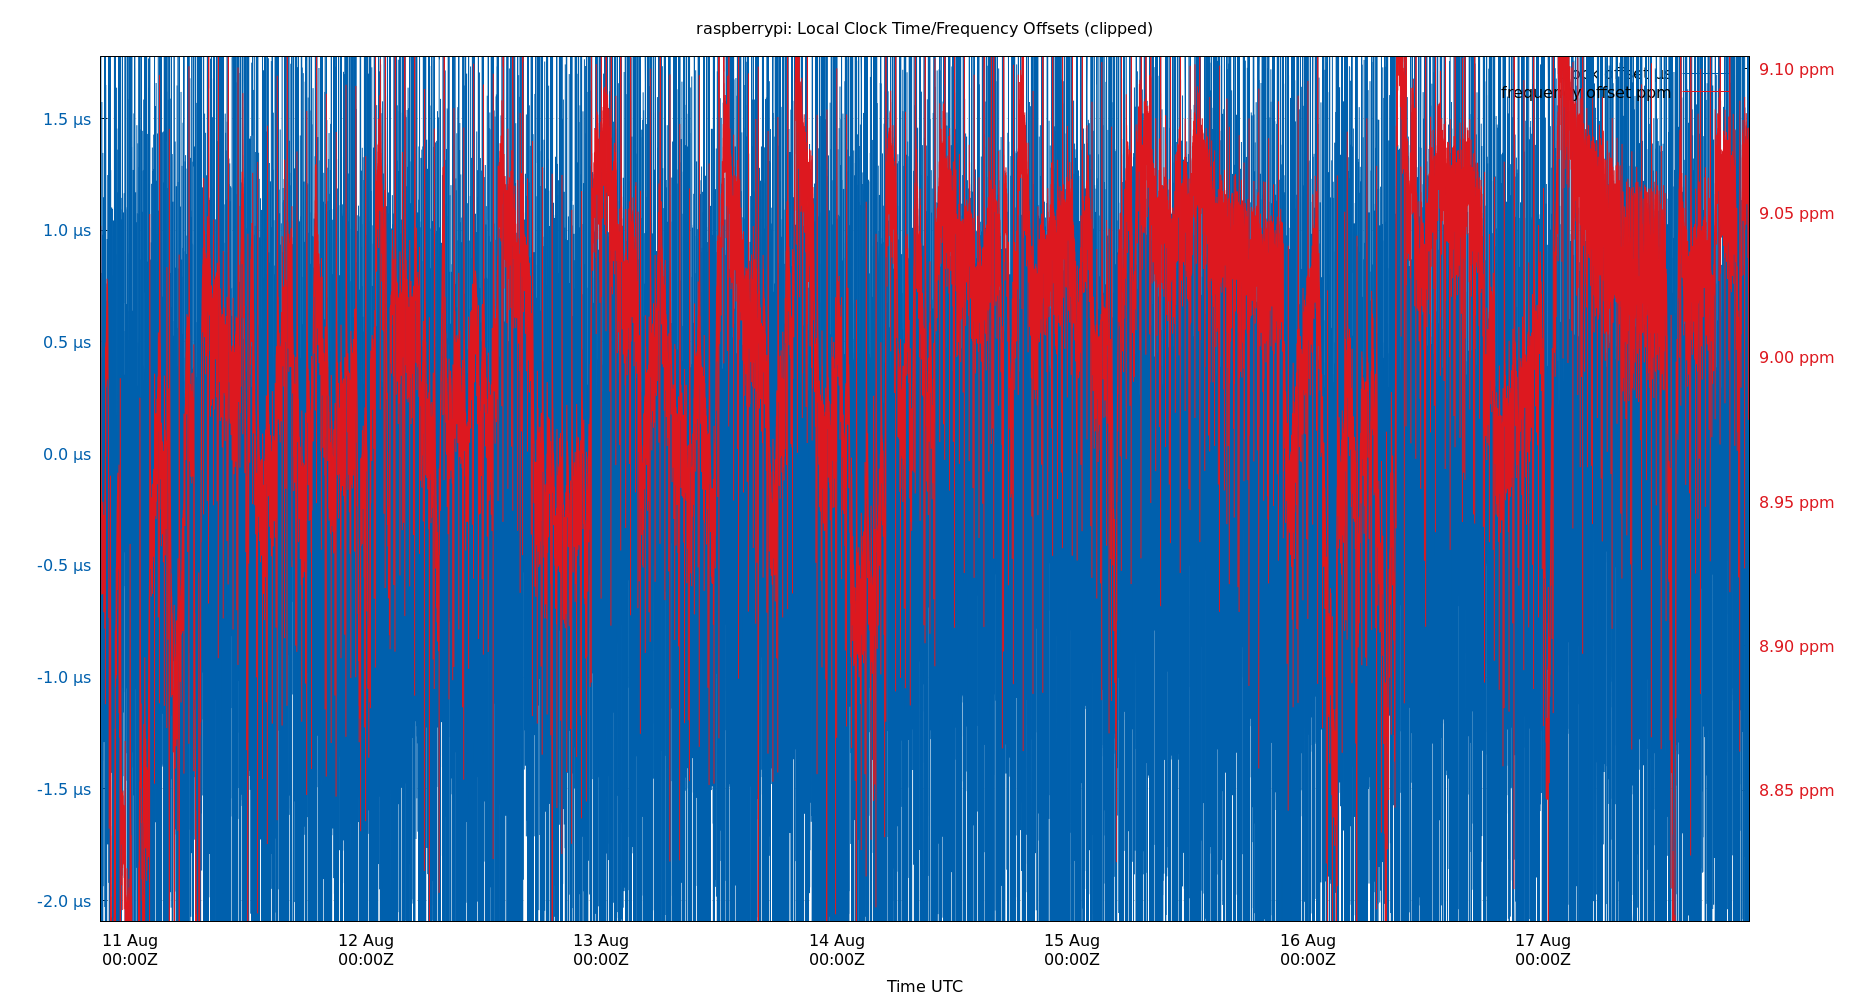 raspberrypi: Local Clock Time/Frequency Offsets (clipped)
9.10 ppm
offset
frequency offset ppm
1.5 µs
9.05 ppm
1.0 µs
0.5 µs
9.00 ppm
0.0 µs
8.95 ppm
-0.5 µs
8.90 ppm
-1.0 µs
-1.5 µs
8.85 ppm
-2.0 µs
11 Aug 12 Aug 13 Aug 14 Aug 15 Aug 16 Aug 17 Aug
00:00Z 00:00Z 00:00Z 00:00Z 00:00Z 00:00Z 00:00Z
Time UTC